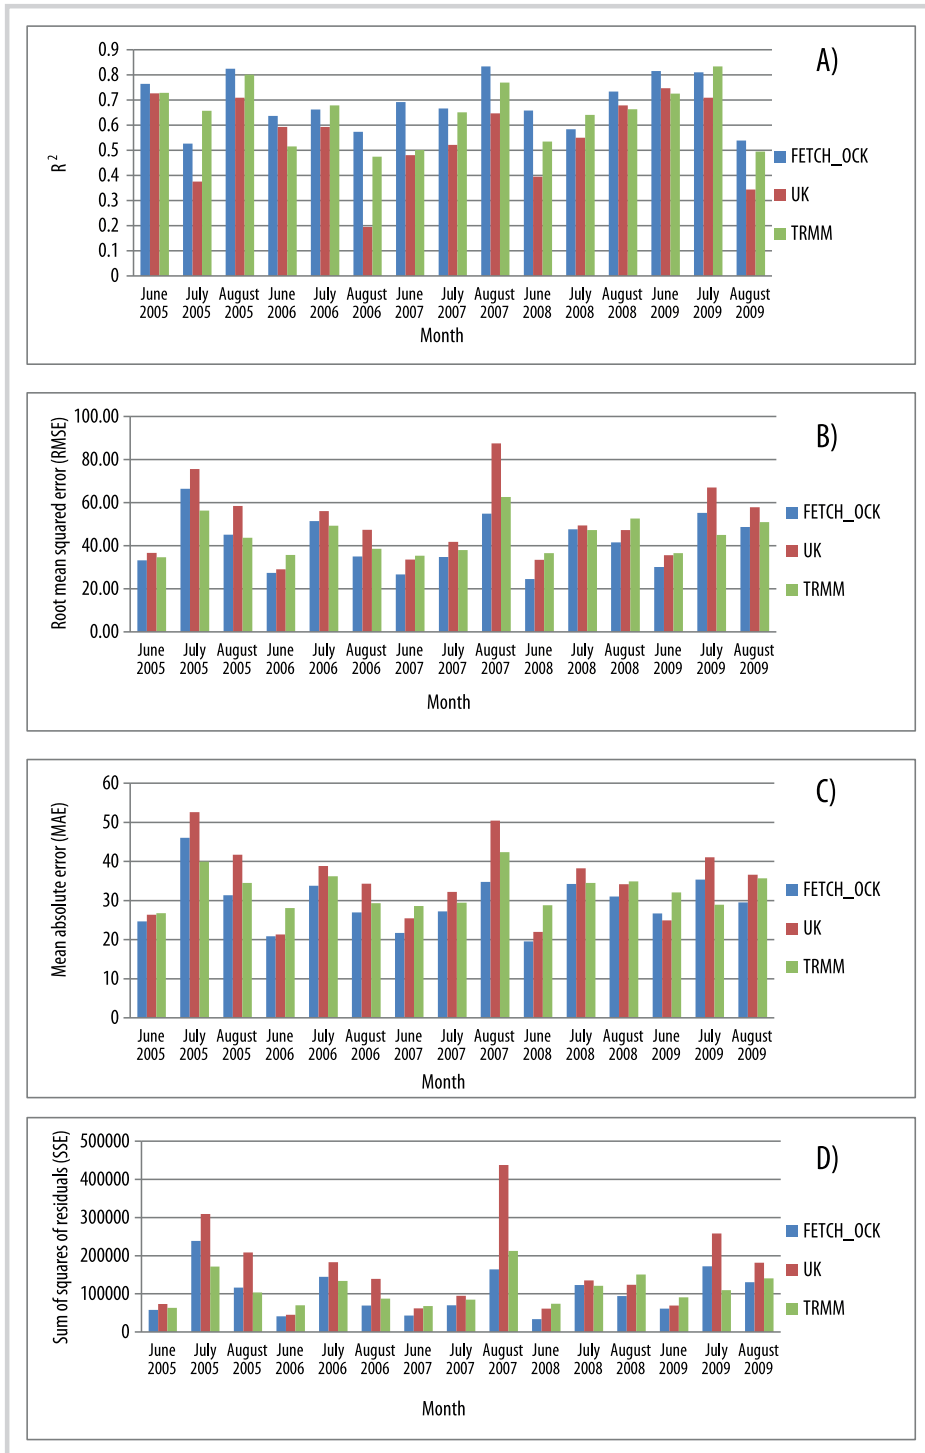 A)
R²
0.9
0.8
0.7
0.6
0.5
0.4
0.3
0.2
0.1
0
June 2005
July 2005
August 2005
June 2006
July 2006
August 2006
June 2007
July 2007
August 2007
June 2008
July 2008
August 2008
June 2009
July 2009
August 2009
Month
FETCH_OCK
UK
TRMM
B)
Root mean squared error (RMSE)
100.00
80.00
60.00
40.00
20.00
0.00
June 2005
July 2005
August 2005
June 2006
July 2006
August 2006
June 2007
July 2007
August 2007
June 2008
July 2008
August 2008
June 2009
July 2009
August 2009
Month
FETCH_OCK
UK
TRMM
C)
Mean absolute error (MAE)
60
50
40
30
20
10
0
June 2005
July 2005
August 2005
June 2006
July 2006
August 2006
June 2007
July 2007
August 2007
June 2008
July 2008
August 2008
June 2009
July 2009
August 2009
Month
FETCH_OCK
UK
TRMM
D)
Sum of squares of residuals (SSE)
500000
400000
300000
200000
100000
0
June 2005
July 2005
August 2005
June 2006
July 2006
August 2006
June 2007
July 2007
August 2007
June 2008
July 2008
August 2008
June 2009
July 2009
August 2009
Month
FETCH_OCK
UK
TRMM